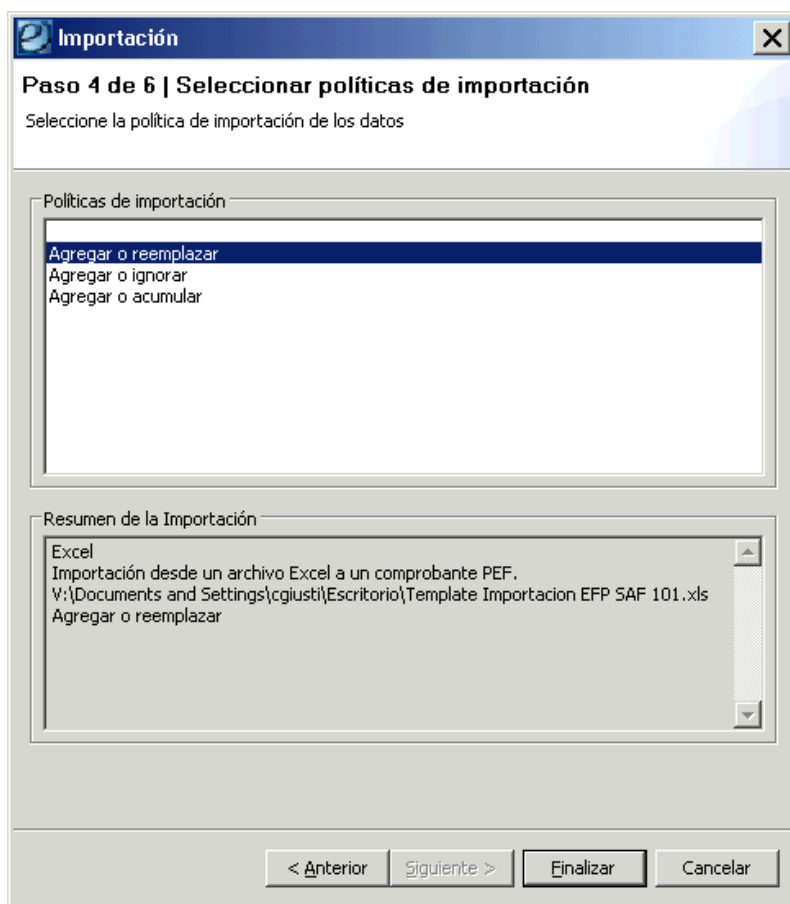 Importación
Paso 4 de 6 | Seleccionar políticas de importación
Seleccione la política de importación de los datos
Políticas de importación
Agregar o reemplazar
Agregar o ignorar
Agregar o acumular
Resumen de la Importación
Excel
Importación desde un archivo Excel a un comprobante PEF.
V:\Documents and Settings\cgiusti\Escritorio\Template Importacion EFP SAF 101.xls
Agregar o reemplazar
< Anterior
Siguiente >
Finalizar
Cancelar